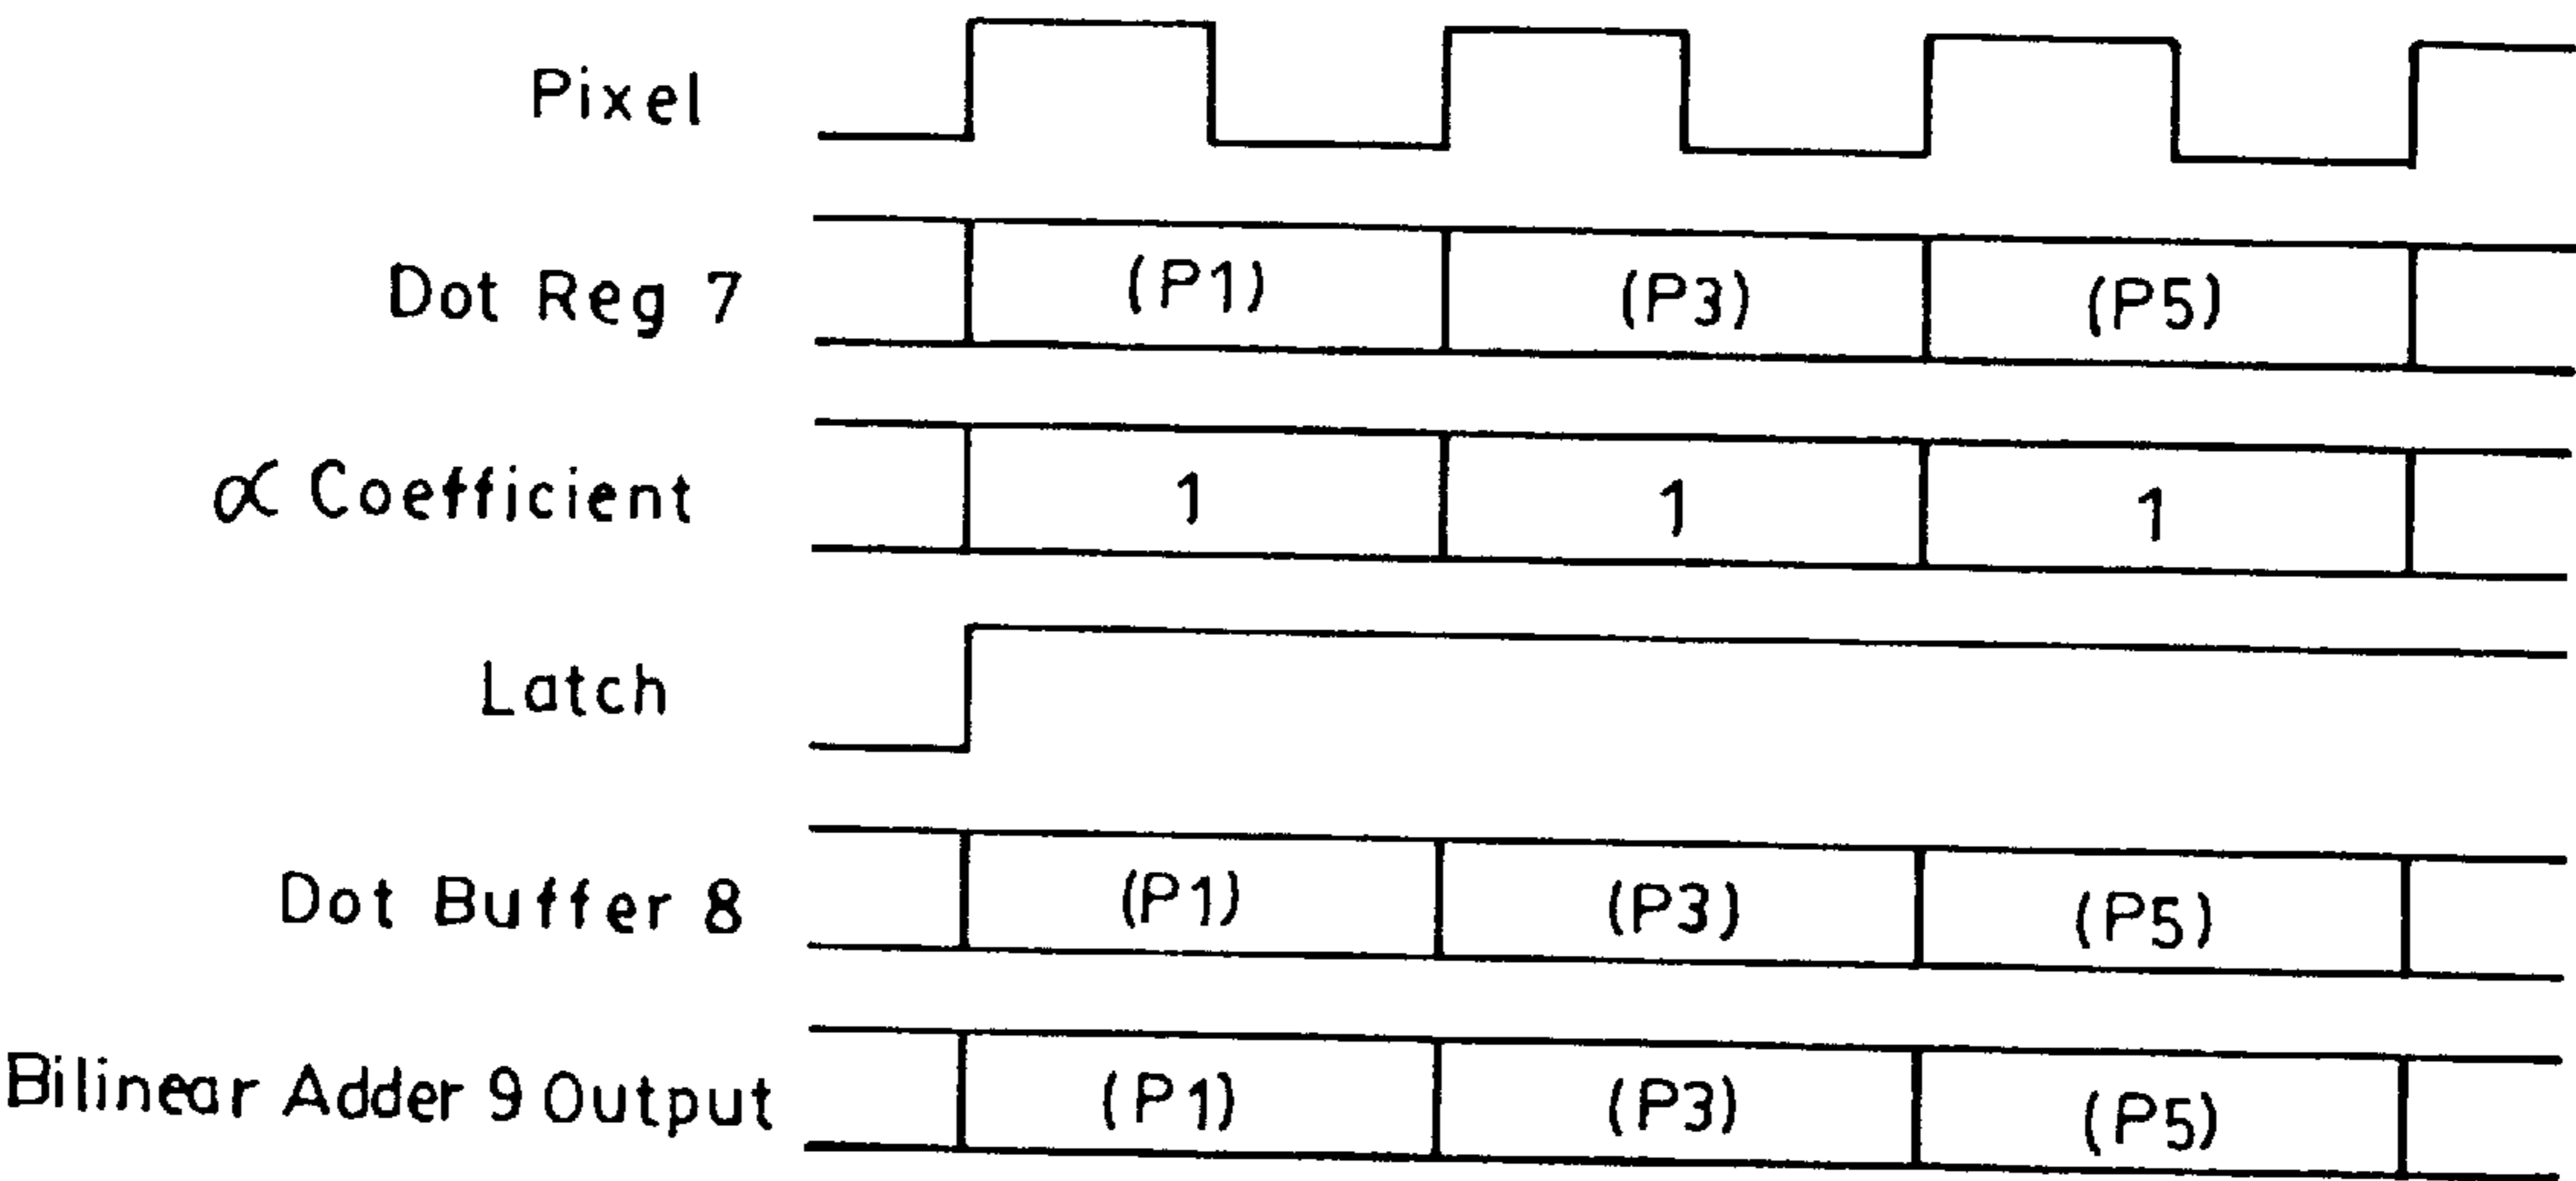 Pixel
Dot Reg 7 (P1) (P3) (P5)
∝ Coefficient 1 1 1
Latch
Dot Buffer 8 (P1) (P3) (P5)
Bilinear Adder 9 Output (P1) (P3) (P5)